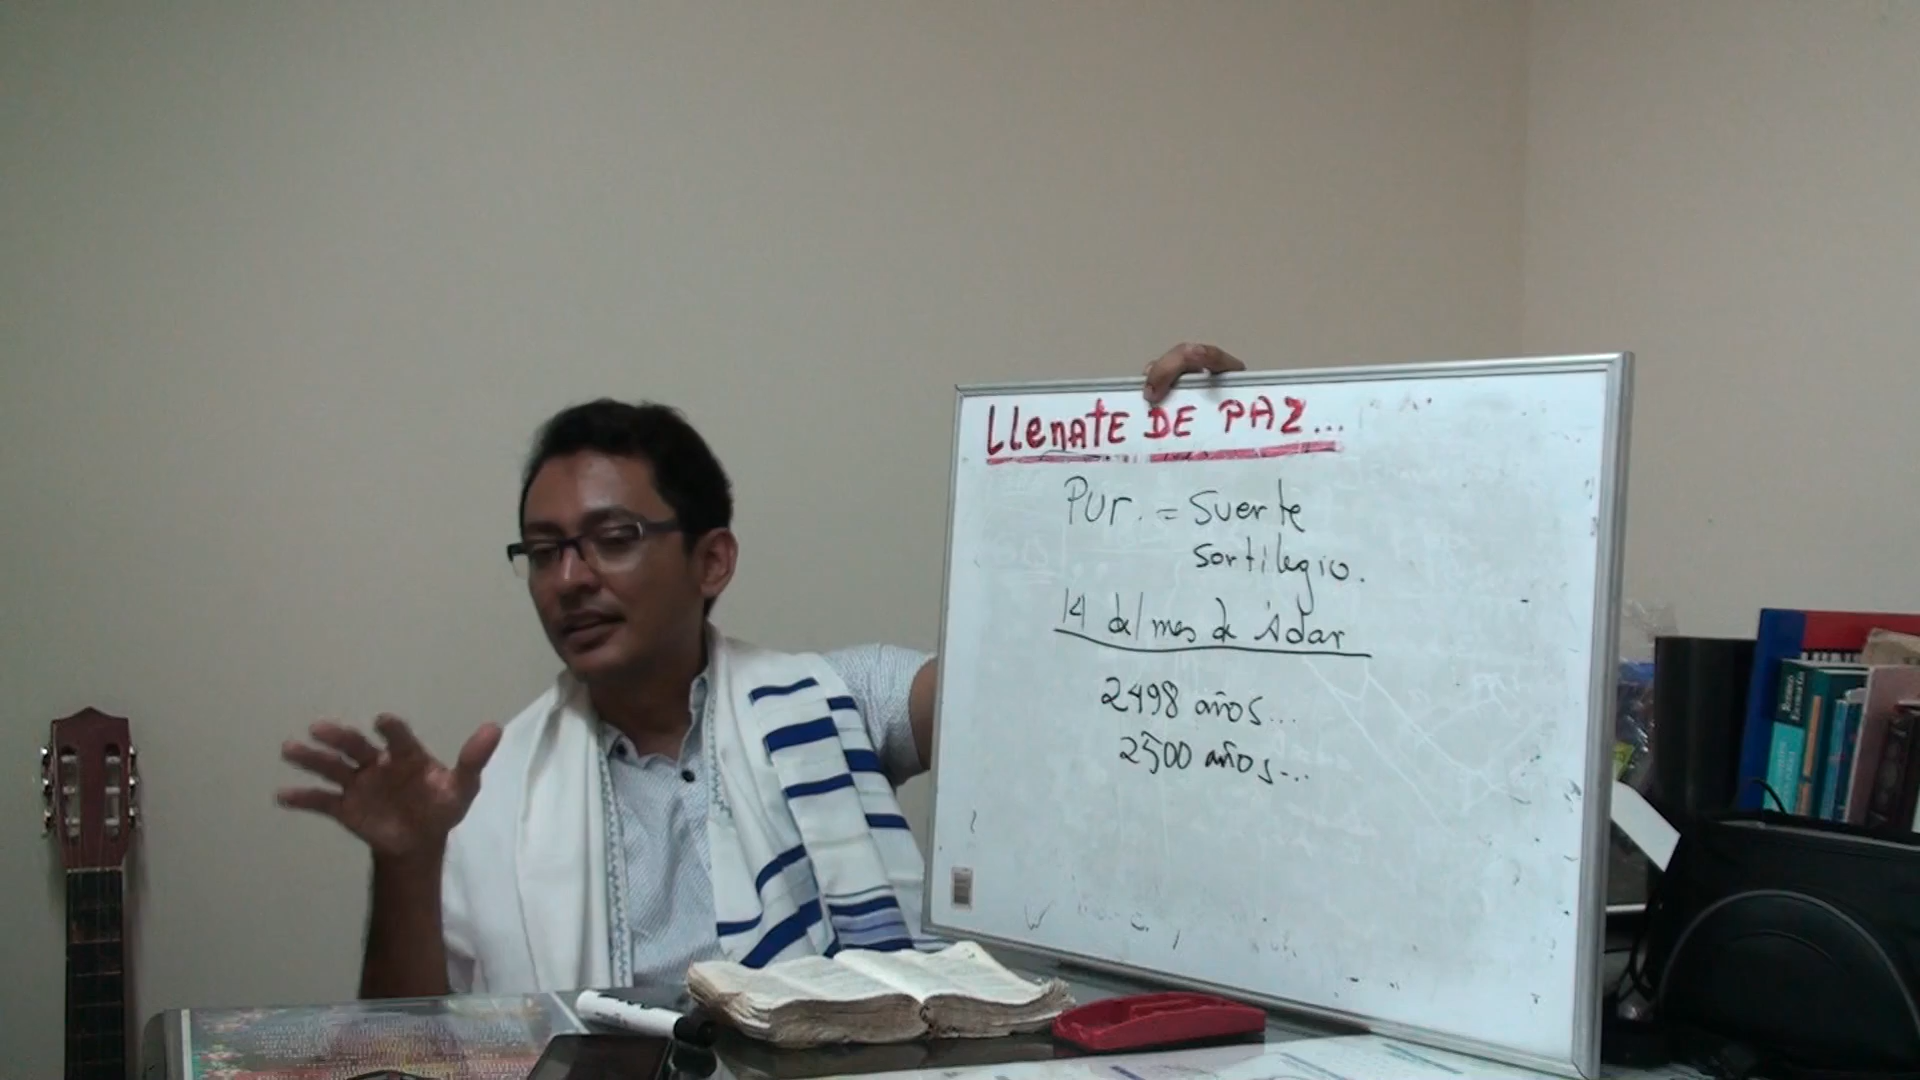 LLenATE DE PAZ...
Pur. = Suerte
Sortilegio.
14 del mes de Adar
2498 años...
2500 años...